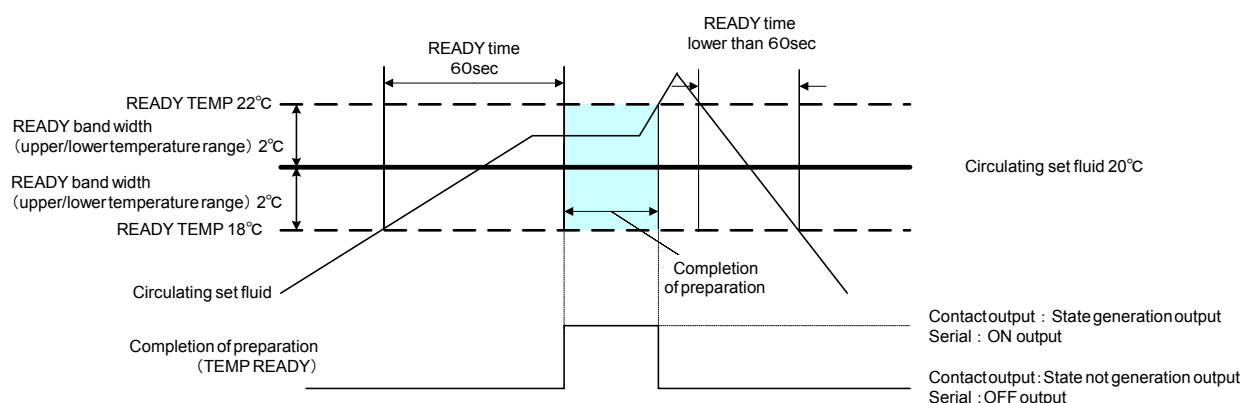 READY time
lower than 60sec
READY time
60sec
READY TEMP 22℃
READY band width
(upper/lower temperature range) 2℃
Circulating set fluid 20℃
READY band width
(upper/lower temperature range) 2℃
READY TEMP 18℃
Completion
of preparation
Circulating set fluid
Contact output : State generation output
Serial : ON output
Completion of preparation
(TEMP READY)
Contact output : State not generation output
Serial : OFF output